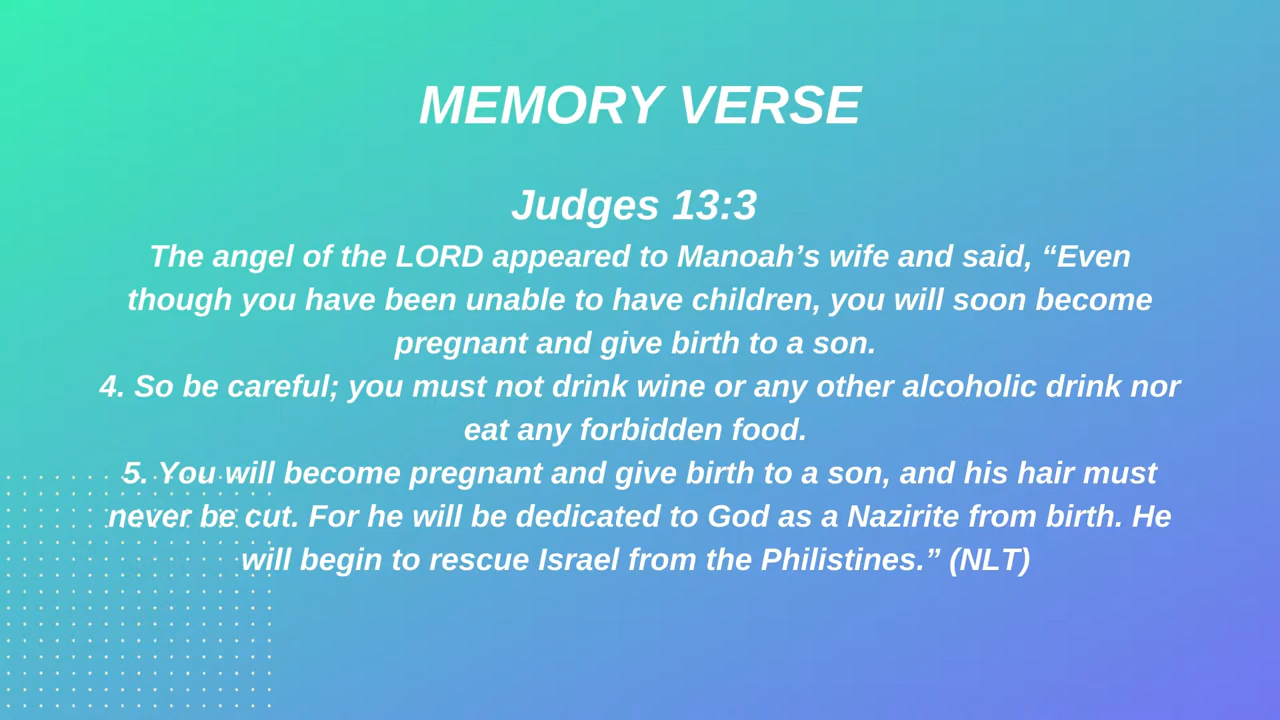 MEMORY VERSE
Judges 13:3
The angel of the LORD appeared to Manoah’s wife and said, “Even
though you have been unable to have children, you will soon become
pregnant and give birth to a son.
4. So be careful; you must not drink wine or any other alcoholic drink nor
eat any forbidden food.
5. You will become pregnant and give birth to a son, and his hair must
never be cut. For he will be dedicated to God as a Nazirite from birth. He
will begin to rescue Israel from the Philistines.” (NLT)